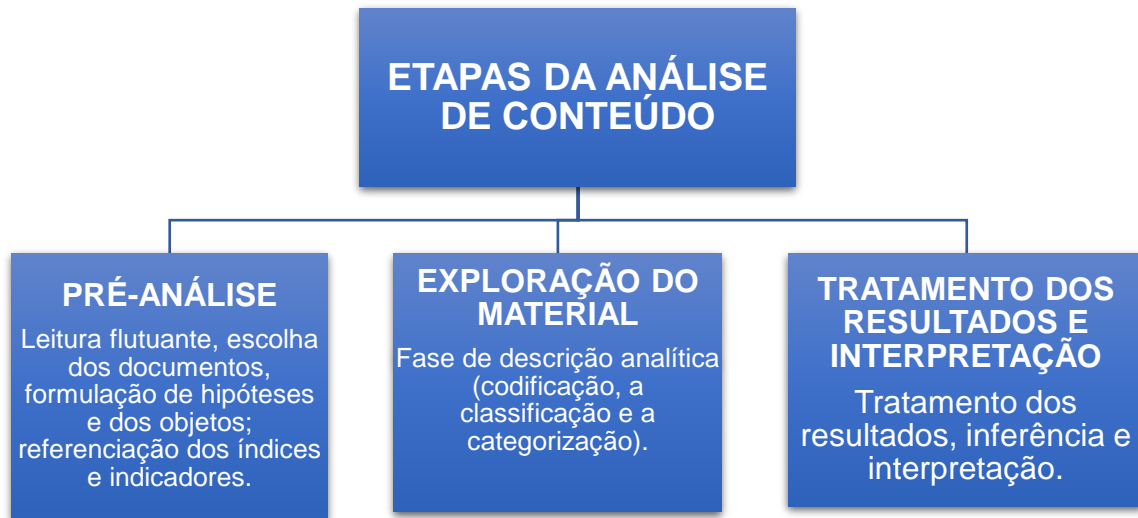 ETAPAS DA ANÁLISE
DE CONTEÚDO
PRÉ-ANÁLISE
Leitura flutuante, escolha
dos documentos,
formulação de hipóteses
e dos objetos;
referenciação dos índices
e indicadores.
EXPLORAÇÃO DO
MATERIAL
Fase de descrição analítica
(codificação, a
classificação e a
categorização).
TRATAMENTO DOS
RESULTADOS E
INTERPRETAÇÃO
Tratamento dos
resultados, inferência e
interpretação.